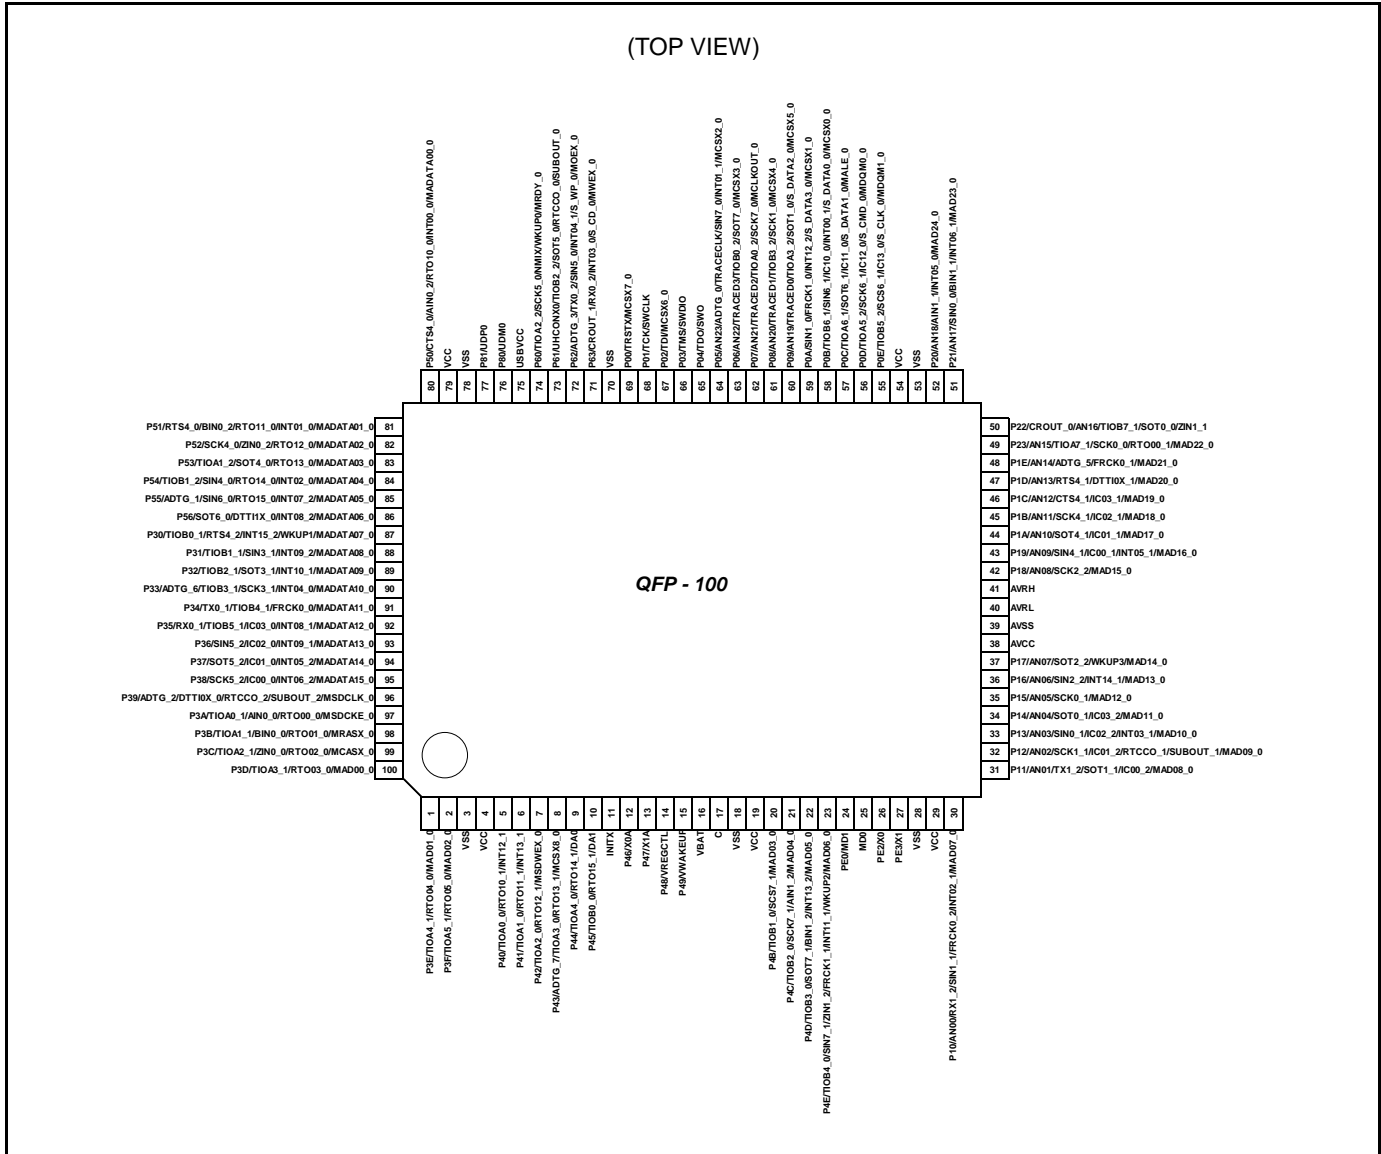 (TOP VIEW)
P50/CTS4_0/AIN0_2/RTO10_0/INT00_0/MADATA00_0
VCC
VSS
P81/UDP0
P80/UDM0
USBVCC
P60/TIOA2_2/SCK5_0/NMIX/WKUP0/MRDY_0
P61/UHCONX0/TIOB2_2/SOT5_0/RTCCO_0/SUBOUT_0
P62/ADTG_3/TX0_2/SIN5_0/INT04_1/S_WP_0/MOEX_0
P63/CROUT_1/RX0_2/INT03_0/S_CD_0/MWEX_0
VSS
P00/TRSTX/MCSX7_0
P01/TCK/SWCLK
P02/TDI/MCSX6_0
P03/TMS/SWDIO
P04/TDO/SWO
P05/AN23/ADTG_0/TRACECLK/SIN7_0/INT01_1/MCSX2_0
P06/AN22/TRACED3/TIOB0_2/SOT7_0/MCSX3_0
P07/AN21/TRACED2/TIOA0_2/SCK7_0/MCLKOUT_0
P08/AN20/TRACED1/TIOB3_2/SCK1_0/MCSX4_0
P09/AN19/TRACED0/TIOA3_2/SOT1_0/S_DATA2_0/MCSX5_0
P0A/SIN1_0/FRCK1_0/INT12_2/S_DATA3_0/MCSX1_0
P0B/TIOB6_1/SIN6_1/IC10_0/INT00_1/S_DATA0_0/MCSX0_0
P0C/TIOA6_1/SOT6_1/IC11_0/S_DATA1_0/MALE_0
P0D/TIOA5_2/SCK6_1/IC12_0/S_CMD_0/MDQM0_0
P0E/TIOB5_2/SCS6_1/IC13_0/S_CLK_0/MDQM1_0
VCC
VSS
P20/AN18/AIN1_1/INT05_0/MAD24_0
P21/AN17/SIN0_0/BIN1_1/INT06_1/MAD23_0
80 79 78 77 76 75 74 73 72 71 70 69 68 67 66 65 64 63 62 61 60 59 58 57 56 55 54 53 52 51
P51/RTS4_0/BIN0_2/RTO11_0/INT01_0/MADATA01_0 81
P52/SCK4_0/ZIN0_2/RTO12_0/MADATA02_0 82
P53/TIOA1_2/SOT4_0/RTO13_0/MADATA03_0 83
P54/TIOB1_2/SIN4_0/RTO14_0/INT02_0/MADATA04_0 84
P55/ADTG_1/SIN6_0/RTO15_0/INT07_2/MADATA05_0 85
P56/SOT6_0/DTTI1X_0/INT08_2/MADATA06_0 86
P30/TIOB0_1/RTS4_2/INT15_2/WKUP1/MADATA07_0 87
P31/TIOB1_1/SIN3_1/INT09_2/MADATA08_0 88
P32/TIOB2_1/SOT3_1/INT10_1/MADATA09_0 89
P33/ADTG_6/TIOB3_1/SCK3_1/INT04_0/MADATA10_0 90
P34/TX0_1/TIOB4_1/FRCK0_0/MADATA11_0 91
P35/RX0_1/TIOB5_1/IC03_0/INT08_1/MADATA12_0 92
P36/SIN5_2/IC02_0/INT09_1/MADATA13_0 93
P37/SOT5_2/IC01_0/INT05_2/MADATA14_0 94
P38/SCK5_2/IC00_0/INT06_2/MADATA15_0 95
P39/ADTG_2/DTTI0X_0/RTCCO_2/SUBOUT_2/MSDCLK_0 96
P3A/TIOA0_1/AIN0_0/RTO00_0/MSDCKE_0 97
P3B/TIOA1_1/BIN0_0/RTO01_0/MRASX_0 98
P3C/TIOA2_1/ZIN0_0/RTO02_0/MCASX_0 99
P3D/TIOA3_1/RTO03_0/MAD00_0 100
QFP - 100
50 P22/CROUT_0/AN16/TIOB7_1/SOT0_0/ZIN1_1
49 P23/AN15/TIOA7_1/SCK0_0/RTO00_1/MAD22_0
48 P1E/AN14/ADTG_5/FRCK0_1/MAD21_0
47 P1D/AN13/RTS4_1/DTTI0X_1/MAD20_0
46 P1C/AN12/CTS4_1/IC03_1/MAD19_0
45 P1B/AN11/SCK4_1/IC02_1/MAD18_0
44 P1A/AN10/SOT4_1/IC01_1/MAD17_0
43 P19/AN09/SIN4_1/IC00_1/INT05_1/MAD16_0
42 P18/AN08/SCK2_2/MAD15_0
41 AVRH
40 AVRL
39 AVSS
38 AVCC
37 P17/AN07/SOT2_2/WKUP3/MAD14_0
36 P16/AN06/SIN2_2/INT14_1/MAD13_0
35 P15/AN05/SCK0_1/MAD12_0
34 P14/AN04/SOT0_1/IC03_2/MAD11_0
33 P13/AN03/SIN0_1/IC02_2/INT03_1/MAD10_0
32 P12/AN02/SCK1_1/IC01_2/RTCCO_1/SUBOUT_1/MAD09_0
31 P11/AN01/TX1_2/SOT1_1/IC00_2/MAD08_0
1 2 3 4 5 6 7 8 9 10 11 12 13 14 15 16 17 18 19 20 21 22 23 24 25 26 27 28 29 30
P3E/TIOA4_1/RTO04_0/MAD01_0
P3F/TIOA5_1/RTO05_0/MAD02_0
VSS
VCC
P40/TIOA0_0/RTO10_1/INT12_1
P41/TIOA1_0/RTO11_1/INT13_1
P42/TIOA2_0/RTO12_1/MSDWEX_0
P43/ADTG_7/TIOA3_0/RTO13_1/MCSX8_0
P44/TIOA4_0/RTO14_1/DA0
P45/TIOB0_0/RTO15_1/DA1
INITX
P46/X0A
P47/X1A
P48/VREGCTL
P49/VWAKEUP
VBAT
C
VSS
VCC
P4B/TIOB1_0/SCS7_1/MAD03_0
P4C/TIOB2_0/SCK7_1/AIN1_2/MAD04_0
P4D/TIOB3_0/SOT7_1/BIN1_2/INT13_2/MAD05_0
P4E/TIOB4_0/SIN7_1/ZIN1_2/FRCK1_1/INT11_1/WKUP2/MAD06_0
PE0/MD1
MD0
PE2/X0
PE3/X1
VSS
VCC
P10/AN00/RX1_2/SIN1_1/FRCK0_2/INT02_1/MAD07_0